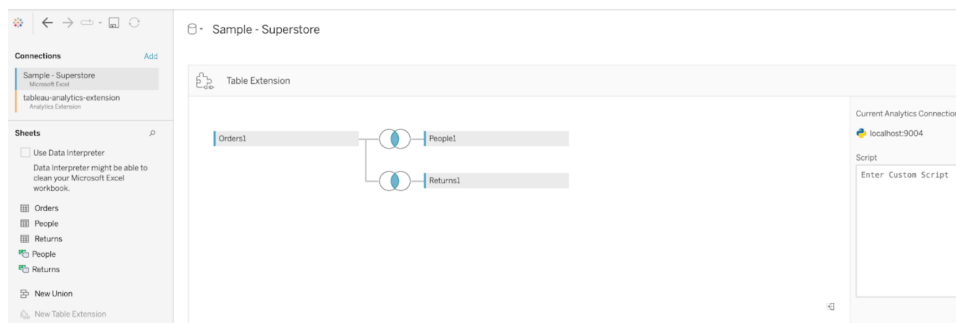 Sample - Superstore
Connections
Add
Sample - Superstore
Microsoft Excel
tableau-analytics-extension
Analytics Extension
Sheets
Use Data Interpreter
Data Interpreter might be able to
clean your Microsoft Excel
workbook.
Orders
People
Returns
People
Returns
New Union
New Table Extension
Table Extension
Orders1
People1
Returns1
Current Analytics Connection
localhost:9004
Script
Enter Custom Script